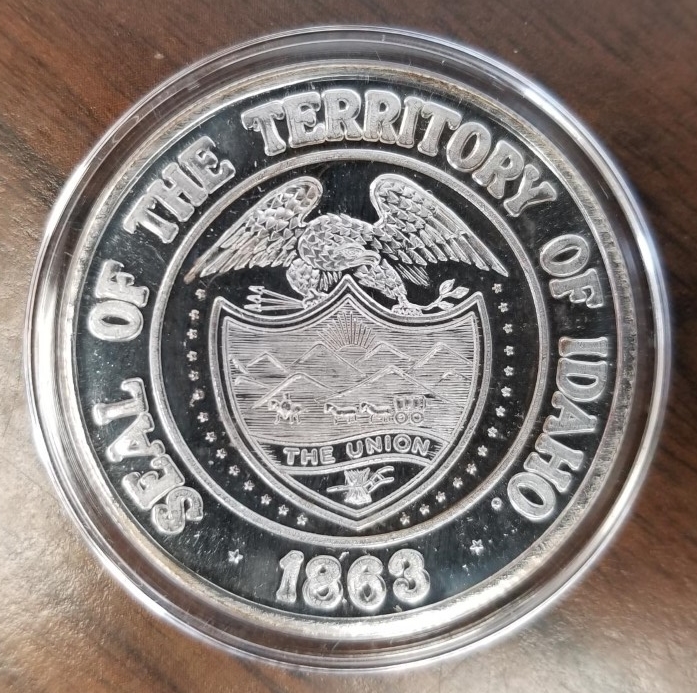 SEAL OF THE TERRITORY OF IDAHO.
THE UNION
1863